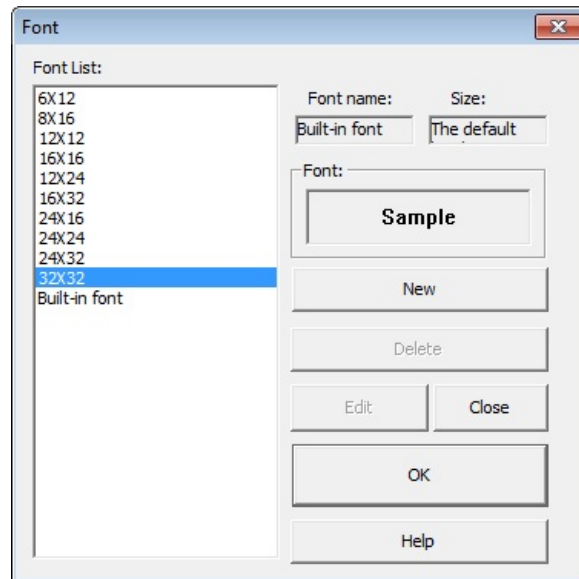 Font
Font List:
6X12
8X16
12X12
16X16
12X24
16X32
24X16
24X24
24X32
32X32
Built-in font
Font name:
Size:
Built-in font
The default
Font:
Sample
New
Delete
Edit
Close
OK
Help